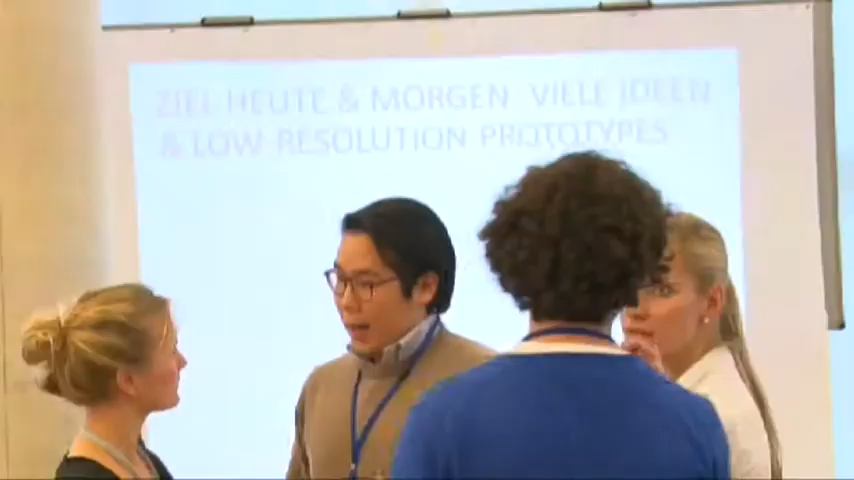 ZIEL HEUTE & MORGEN VIELE IDEEN
& LOW-RESOLUTION PROTOTYPES